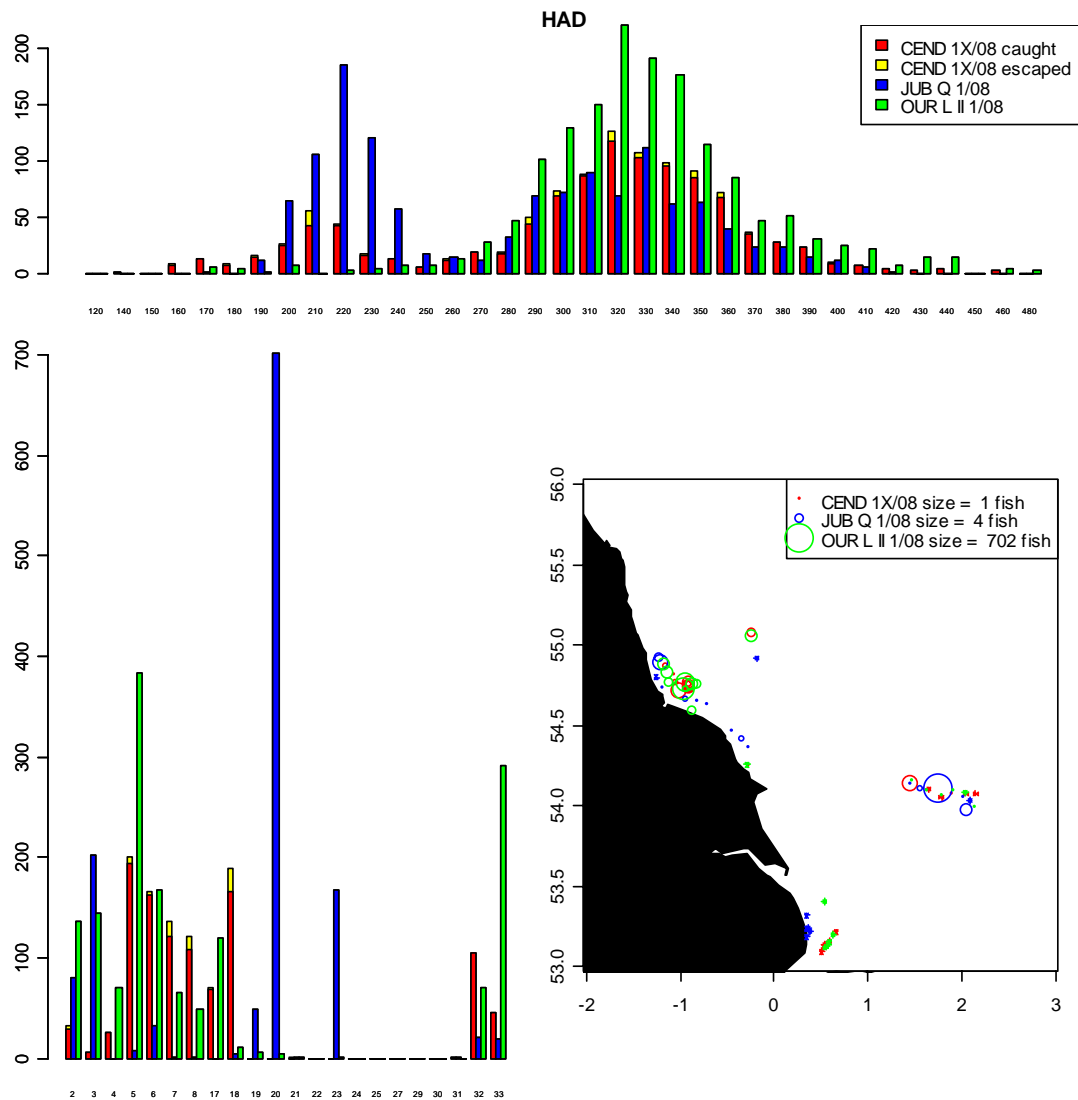 HAD
CEND 1X/08 caught
CEND 1X/08 escaped
JUB Q 1/08
OUR L II 1/08
200
150
100
50
0
120 140 150 160 170 180 190 200 210 220 230 240 250 260 270 280 290 300 310 320 330 340 350 360 370 380 390 400 410 420 430 440 450 460 480
700
600
500
400
300
200
100
0
2 3 4 5 6 7 8 17 18 19 20 21 22 23 24 25 27 29 30 31 32 33
CEND 1X/08 size = 1 fish
JUB Q 1/08 size = 4 fish
OUR L II 1/08 size = 702 fish
56.0
55.5
55.0
54.5
54.0
53.5
53.0
-2 -1 0 1 2 3